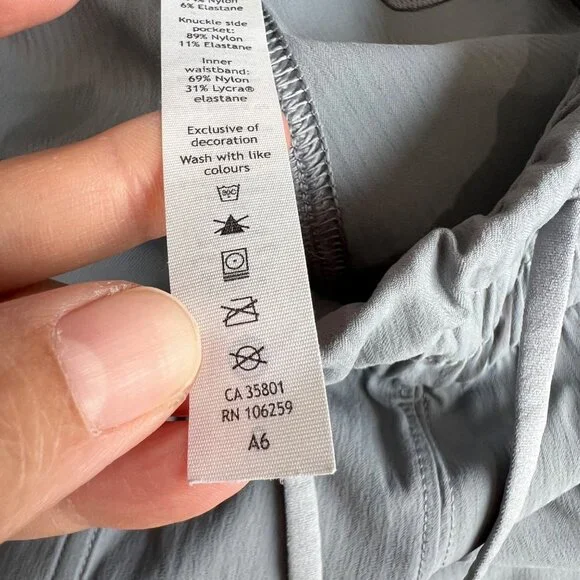 6% Elastane
Knuckle side
pocket:
89% Nylon
11% Elastane
Inner
waistband:
69% Nylon
31% Lycra®
elastane
Exclusive of
decoration
Wash with like
colours
CA 35801
RN 106259
A6